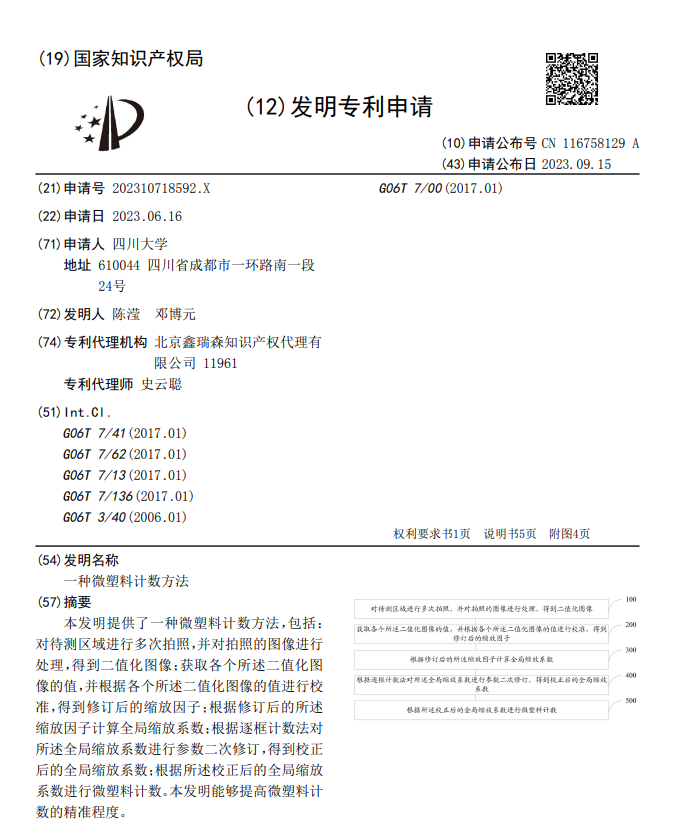 (19)国家知识产权局
(12)发明专利申请
(10)申请公布号 CN 116758129 A
(43)申请公布日 2023.09.15
(21)申请号 202310718592.X
(22)申请日 2023.06.16
(71)申请人 四川大学
地址 610044 四川省成都市一环路南一段
24号
(72)发明人 陈滢 邓博元
(74)专利代理机构 北京鑫瑞森知识产权代理有
限公司 11961
专利代理师 史云聪
(51)Int.Cl.
G06T 7/41(2017.01)
G06T 7/62(2017.01)
G06T 7/13(2017.01)
G06T 7/136(2017.01)
G06T 3/40(2006.01)
G06T 7/00(2017.01)
权利要求书1页 说明书5页 附图4页
(54)发明名称
一种微塑料计数方法
(57)摘要
本发明提供了一种微塑料计数方法,包括:
对待测区域进行多次拍照,并对拍照的图像进行
处理,得到二值化图像;获取各个所述二值化图
像的值,并根据各个所述二值化图像的值进行校
准,得到修订后的缩放因子;根据修订后的所述
缩放因子计算全局缩放系数;根据逐框计数法对
所述全局缩放系数进行参数二次修订,得到校正
后的全局缩放系数;根据所述校正后的全局缩放
系数进行微塑料计数。本发明能够提高微塑料计
数的精准程度。
100
对待测区域进行多次拍照,并对拍照的图像进行处理,得到二值化图像
200
获取各个所述二值化图像的值,并根据各个所述二值化图像的值进行校准,得到
修订后的缩放因子
300
根据修订后的所述缩放因子计算全局缩放系数
400
根据逐框计数法对所述全局缩放系数进行参数二次修订,得到校正后的全局缩放
系数
500
根据所述校正后的全局缩放系数进行微塑料计数